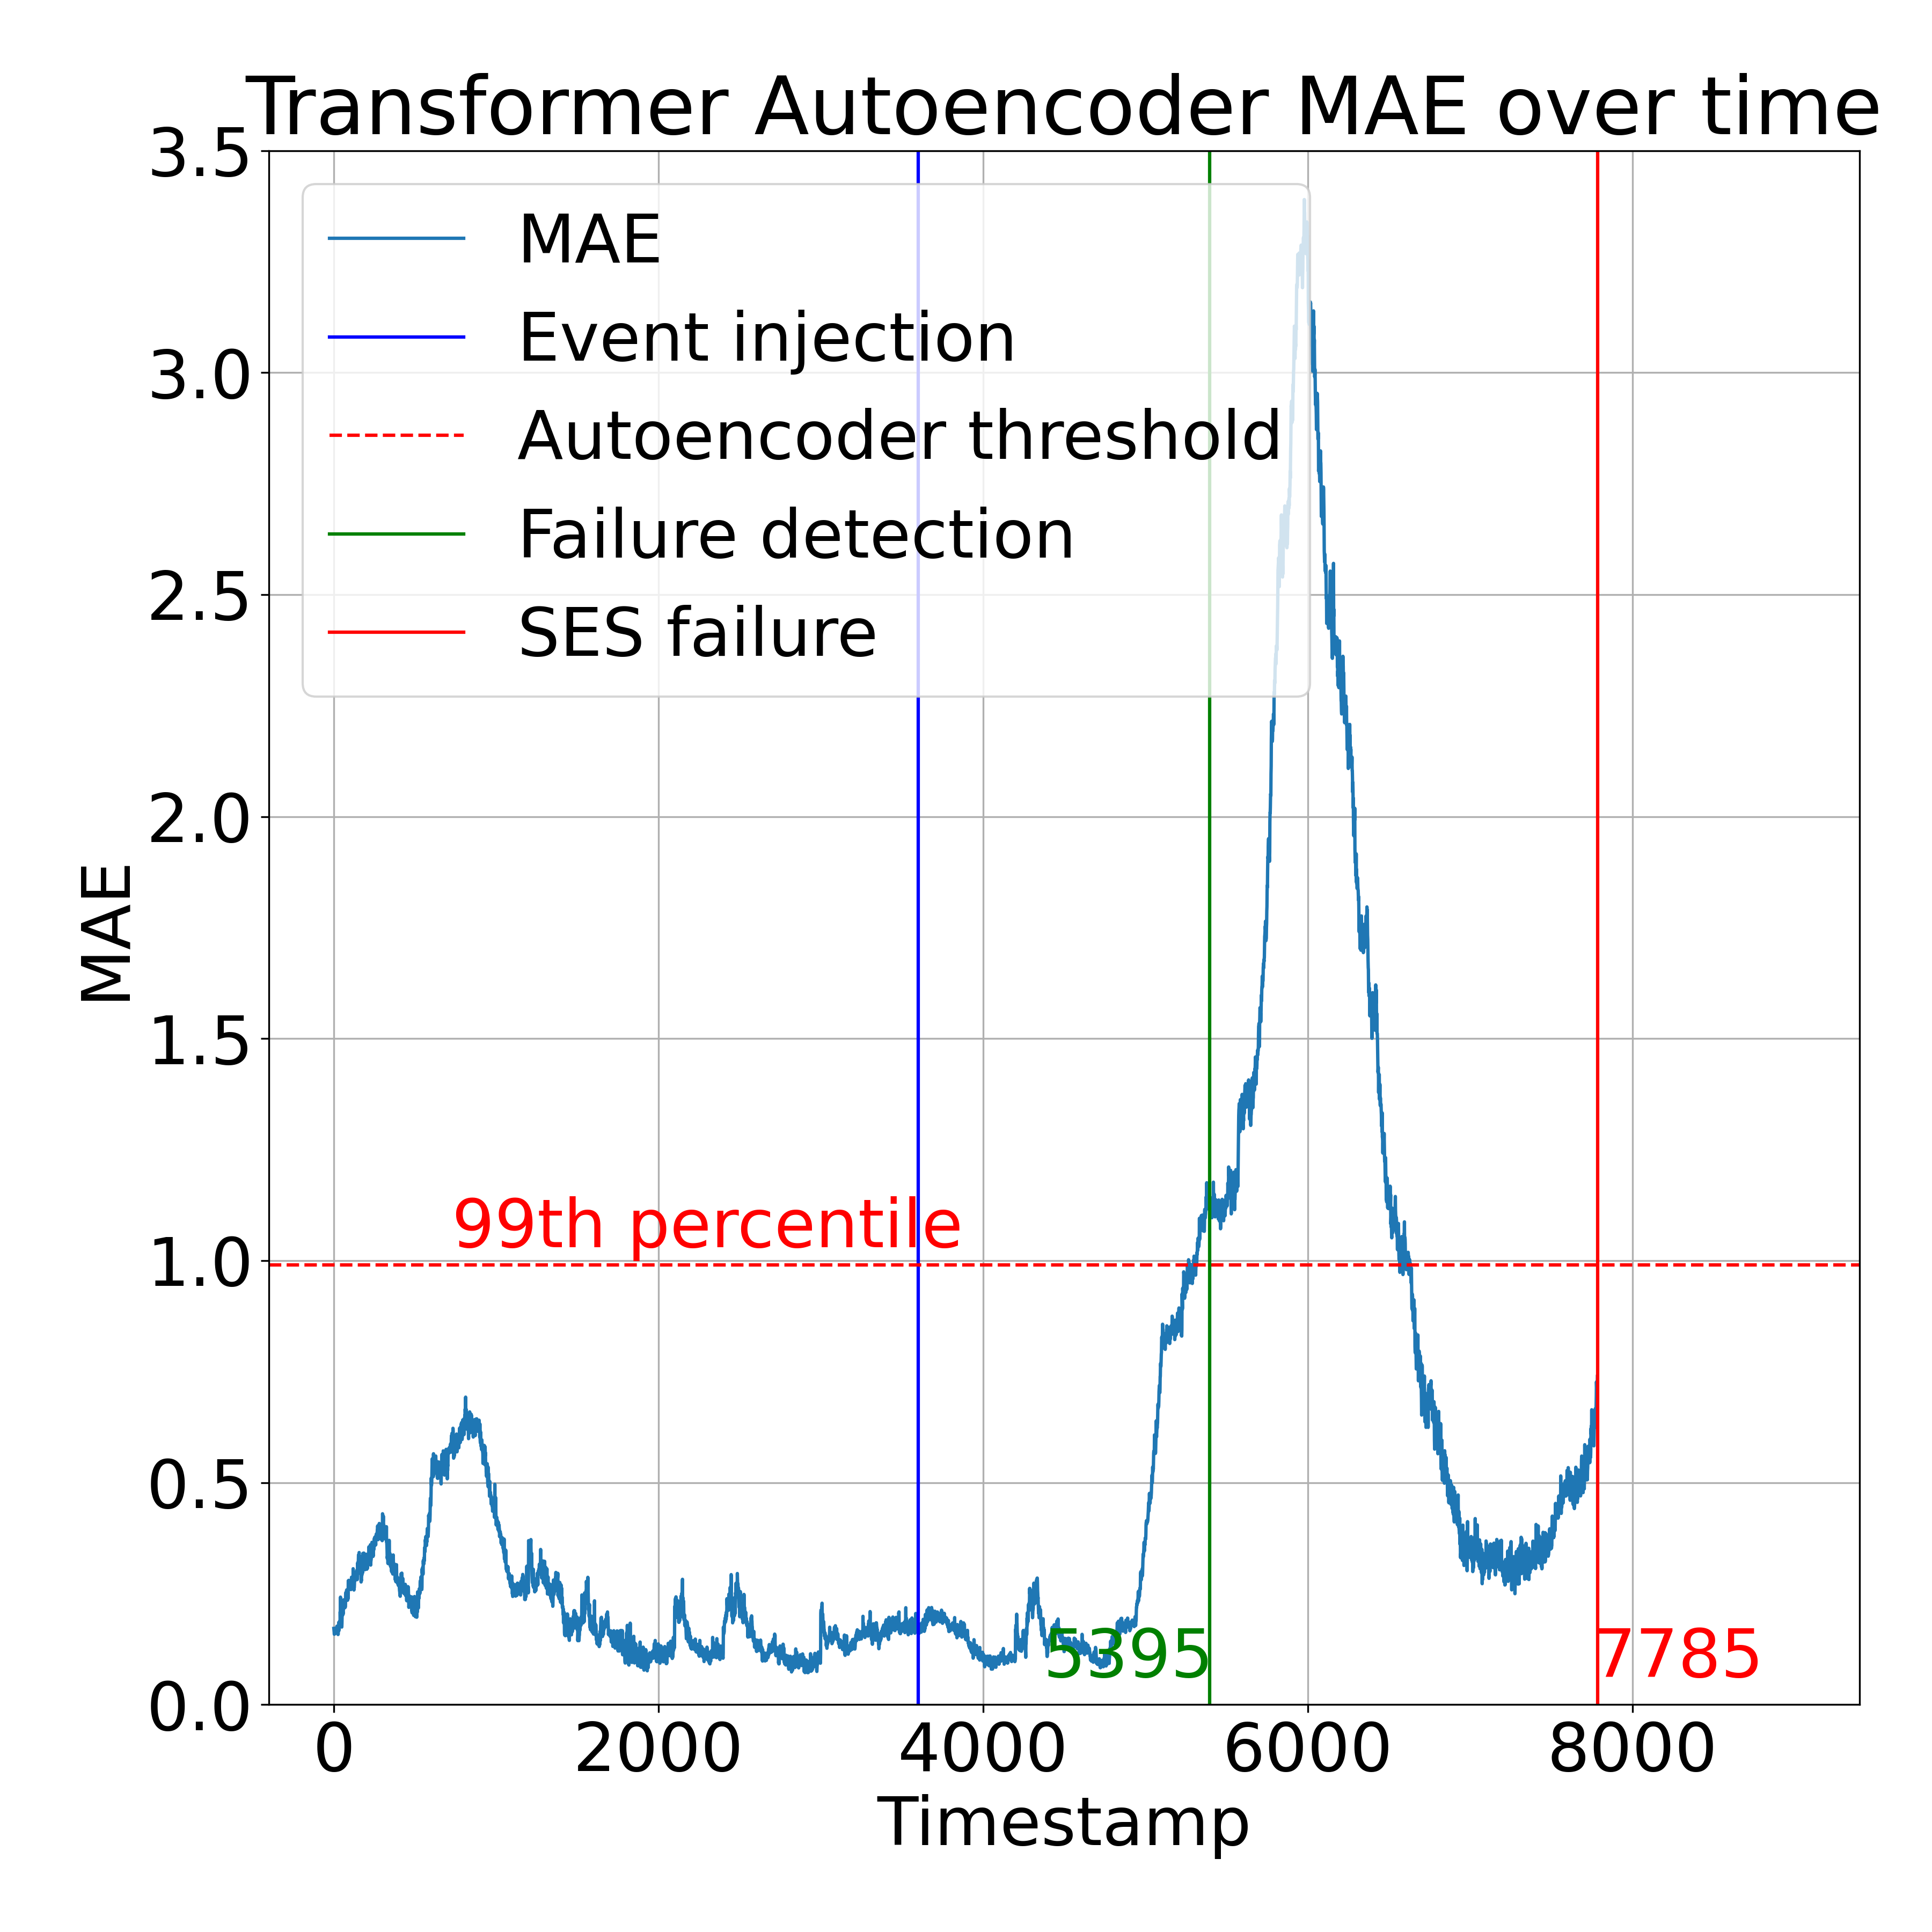 Transformer Autoencoder MAE over time
3.5
3.0
2.5
2.0
1.5
1.0
0.5
0.0
MAE
MAE
Event injection
Autoencoder threshold
Failure detection
SES failure
99th percentile
5395
7785
0 2000 4000 6000 8000
Timestamp